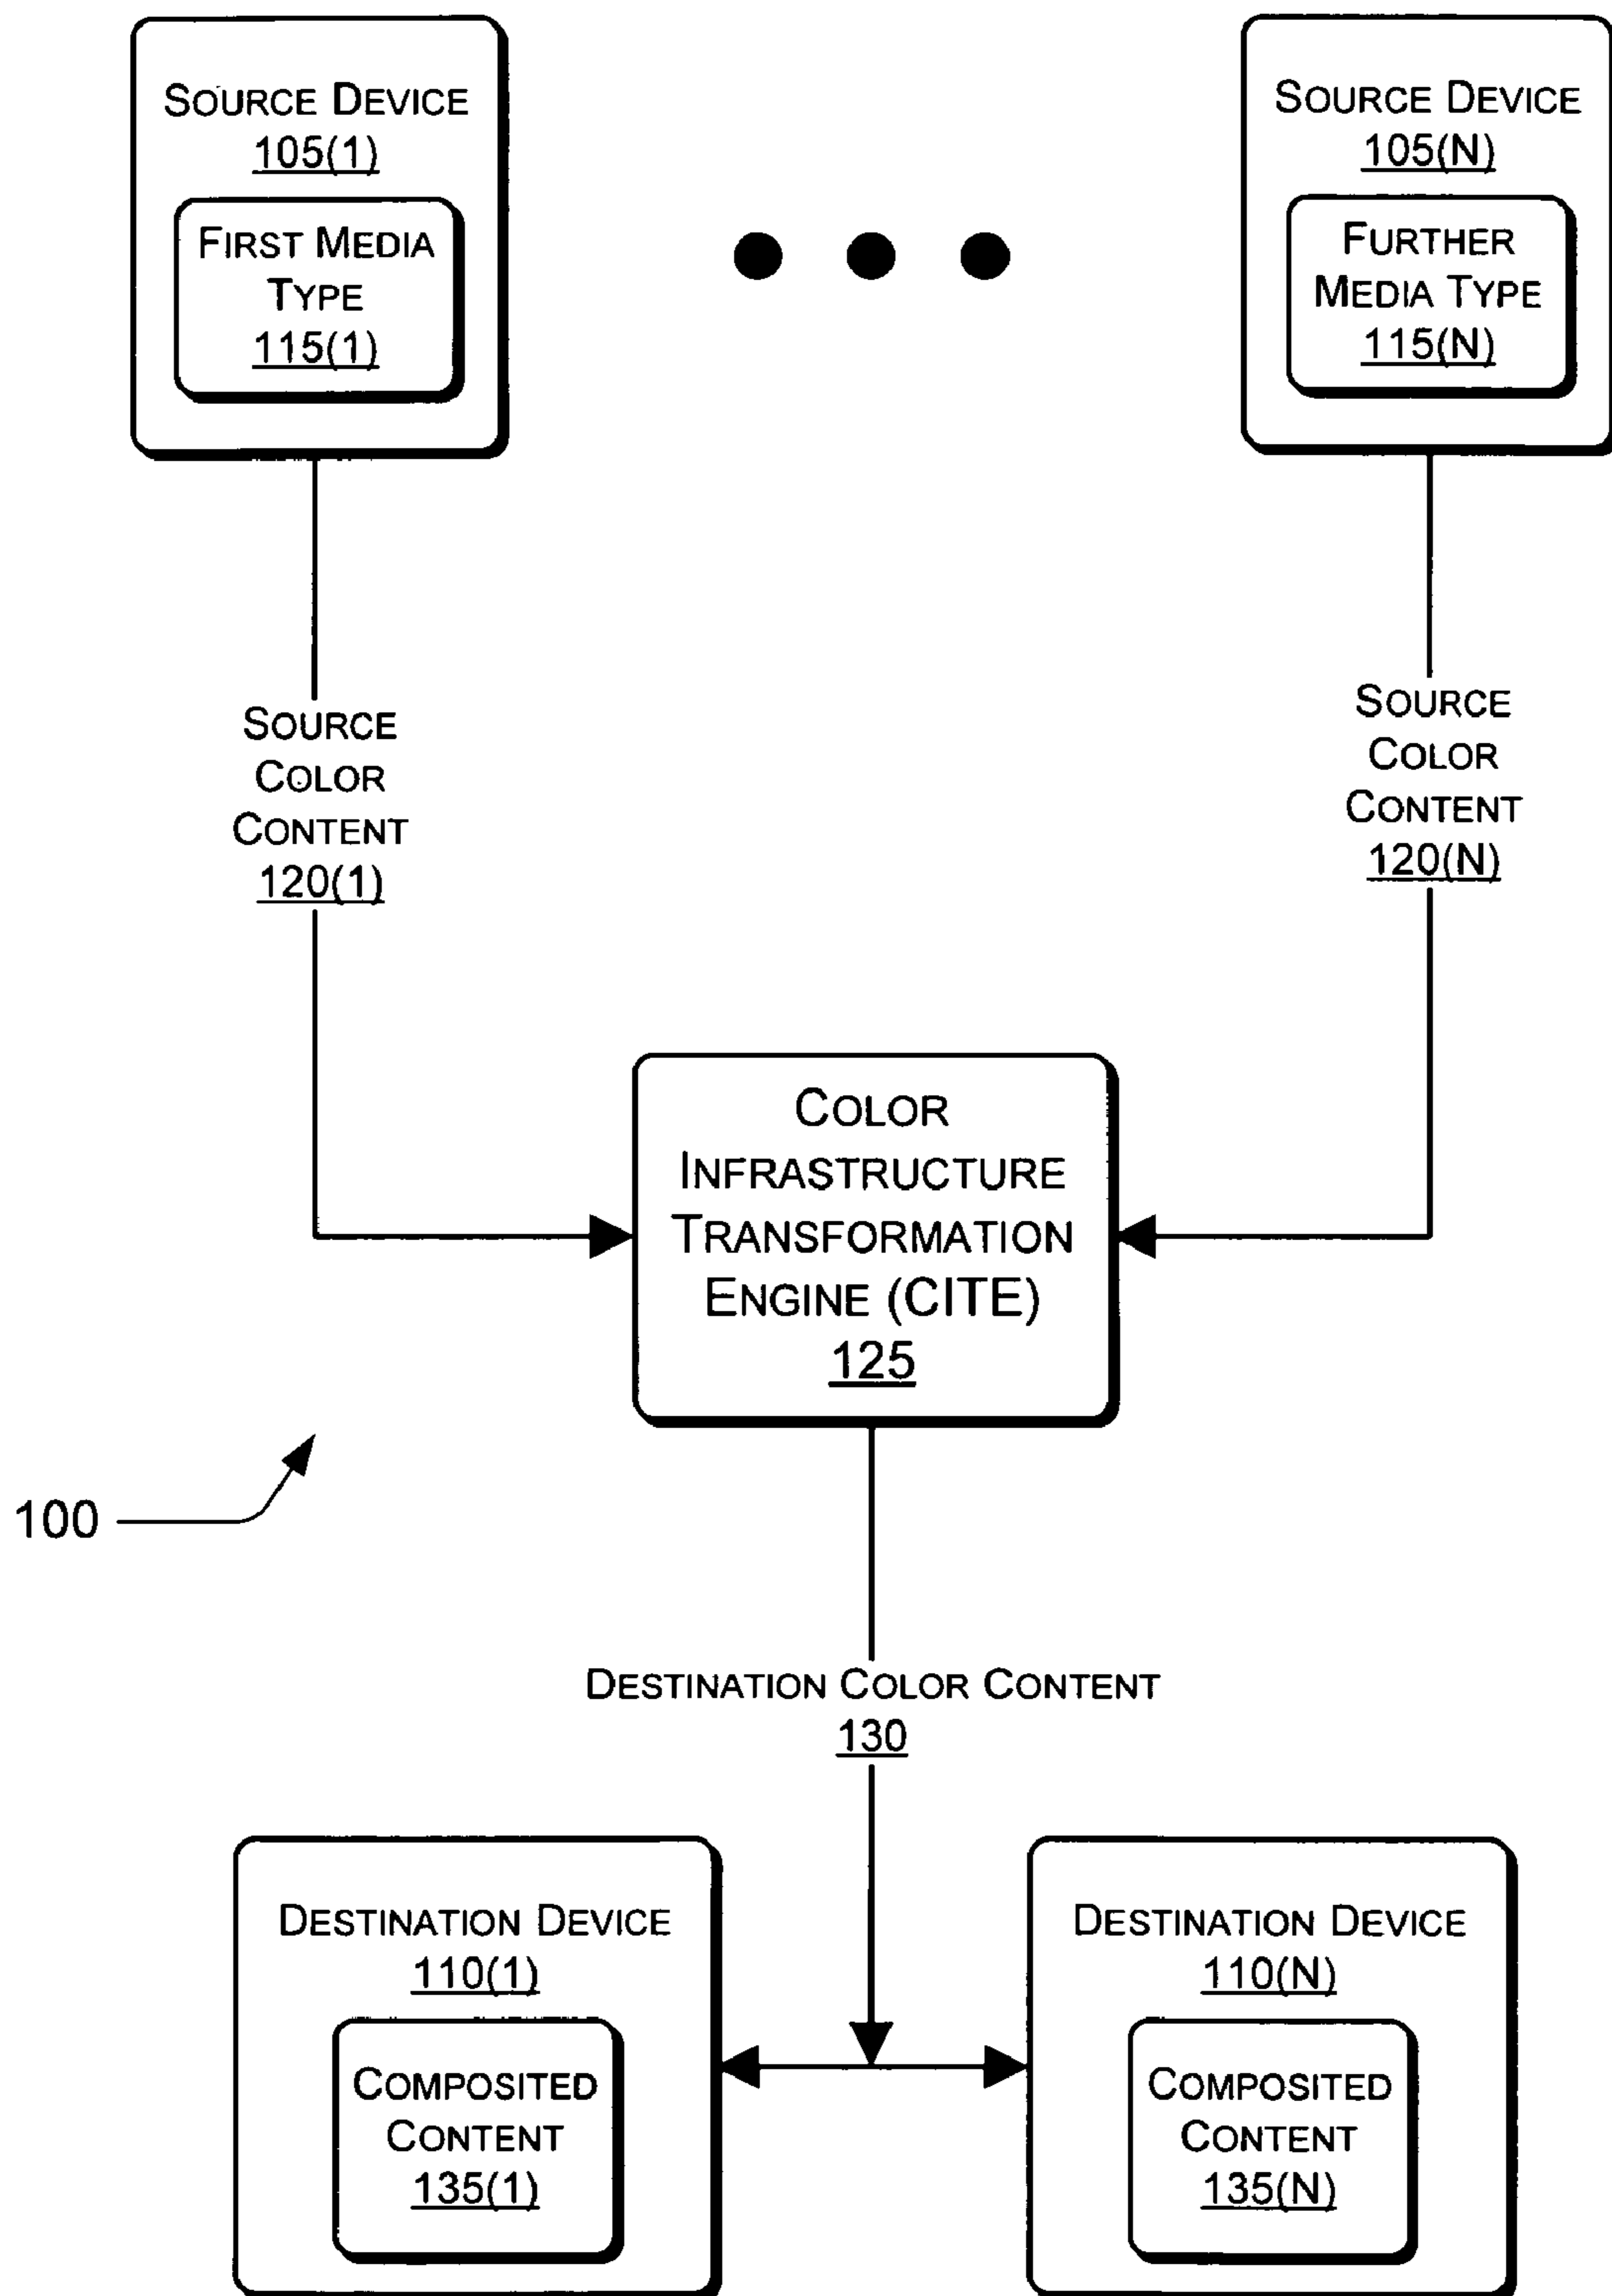 SOURCE DEVICE
105(1)
FIRST MEDIA
TYPE
115(1)
SOURCE DEVICE
105(N)
FURTHER
MEDIA TYPE
115(N)
SOURCE
COLOR
CONTENT
120(1)
SOURCE
COLOR
CONTENT
120(N)
COLOR
INFRASTRUCTURE
TRANSFORMATION
ENGINE (CITE)
125
100
DESTINATION COLOR CONTENT
130
DESTINATION DEVICE
110(1)
COMPOSITED
CONTENT
135(1)
DESTINATION DEVICE
110(N)
COMPOSITED
CONTENT
135(N)